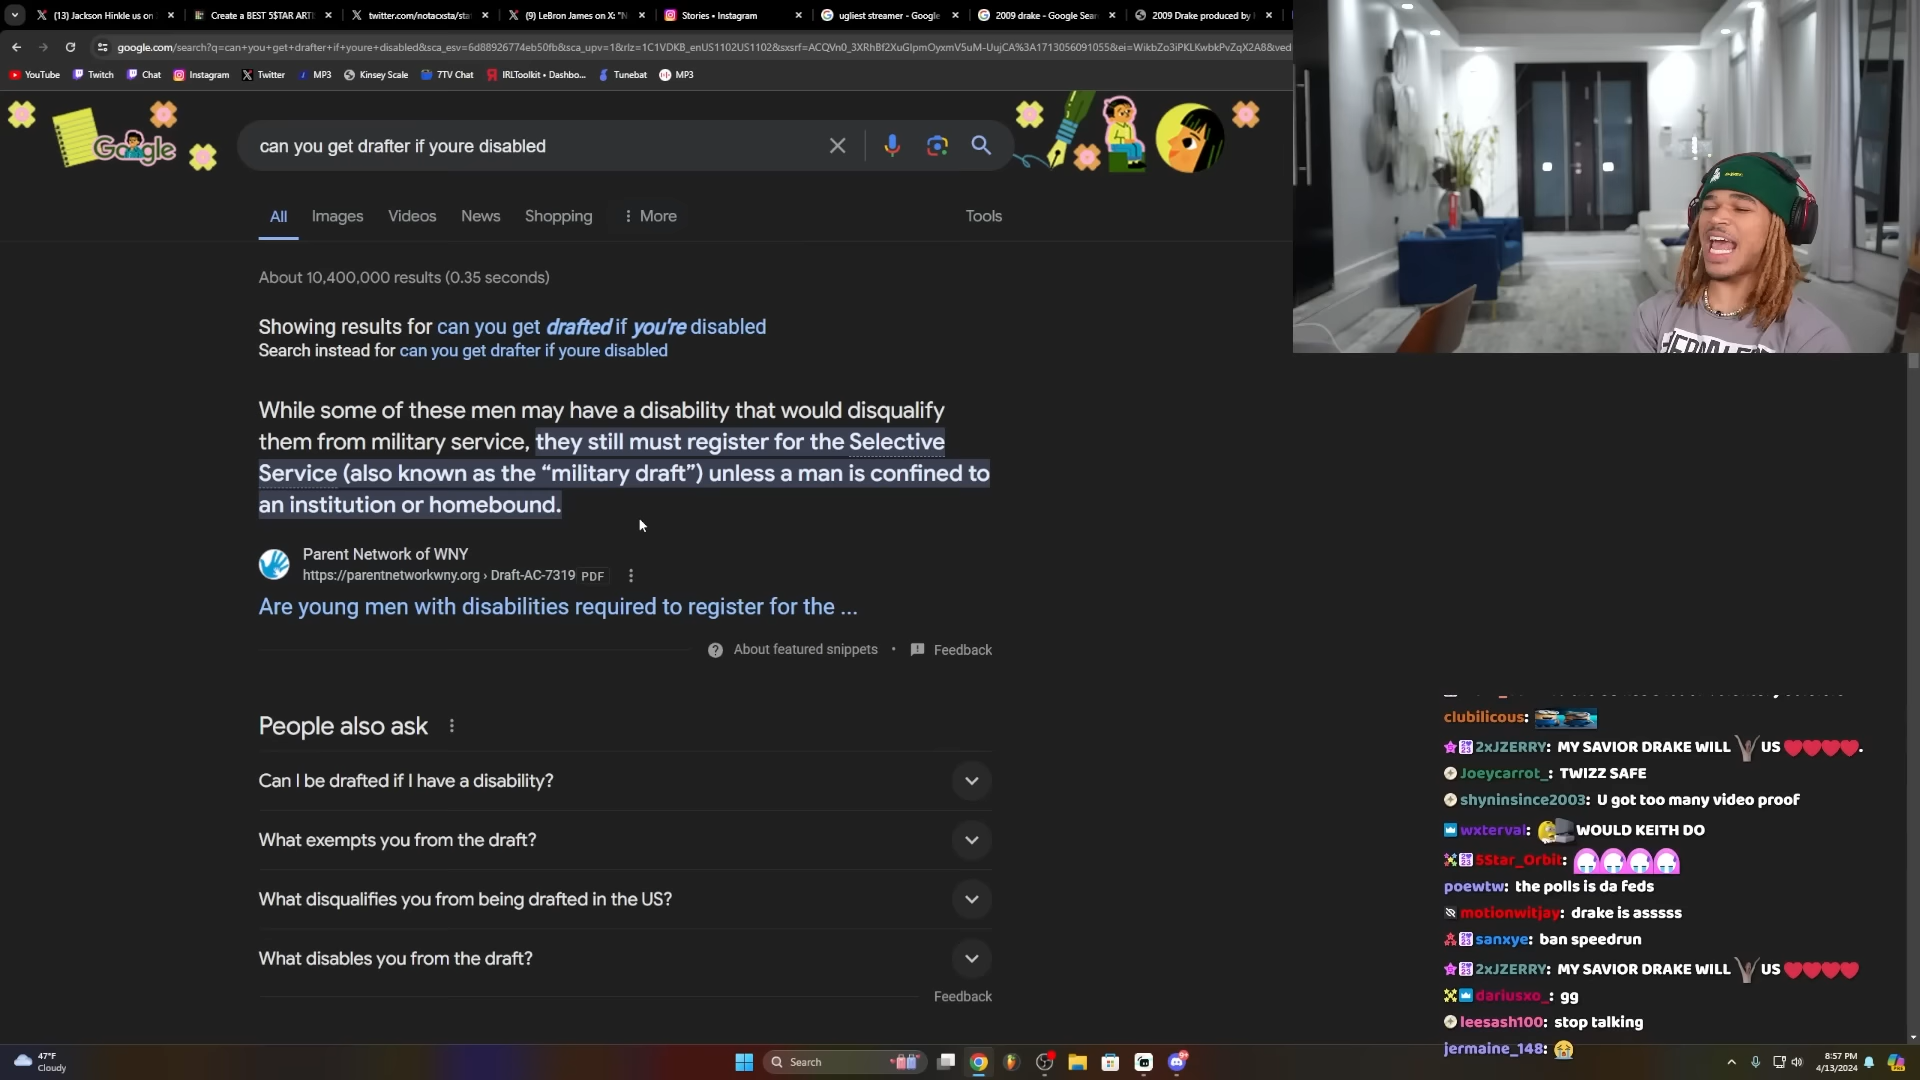 (13) Jackson Hinkle us on
Create a BEST 5$TAR ARTI
twitter.com/notacxsta/sta
(9) LeBron James on X: "N
Stories • Instagram
ugliest streamer - Google
2009 drake - Google Sear
2009 Drake produced by
YouTube
Twitch
Chat
Instagram
Twitter
MP3
Kinsey Scale
7TV Chat
IRLToolkit • Dashbo...
Tunebat
MP3
Google
can you get drafter if youre disabled
All
Images
Videos
News
Shopping
More
Tools
About 10,400,000 results (0.35 seconds)
Showing results for can you get drafted if you're disabled
Search instead for can you get drafter if youre disabled
While some of these men may have a disability that would disqualify
them from military service, they still must register for the Selective
Service (also known as the “military draft”) unless a man is confined to
an institution or homebound.
Parent Network of WNY
https://parentnetworkwny.org › Draft-AC-7319 PDF
Are young men with disabilities required to register for the ...
About featured snippets • Feedback
People also ask
Can I be drafted if I have a disability?
What exempts you from the draft?
What disqualifies you from being drafted in the US?
What disables you from the draft?
Feedback
clubilicous:
2xJZERRY: MY SAVIOR DRAKE WILL US .
Joeycarrot_: TWIZZ SAFE
shyninsince2003: U got too many video proof
wxterval: WOULD KEITH DO
5Star_Orbit:
poewtw: the polls is da feds
motionwitjay: drake is asssss
sanxye: ban speedrun
2xJZERRY: MY SAVIOR DRAKE WILL US
dariusxo_: gg
leesash100: stop talking
jermaine_148:
47°F
Cloudy
Search
8:57 PM
4/13/2024